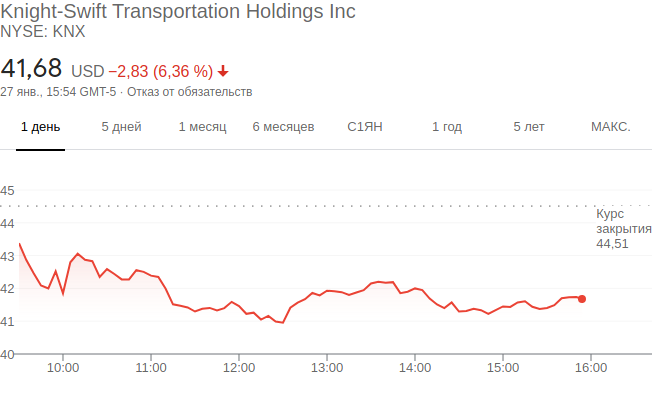 Knight-Swift Transportation Holdings Inc
NYSE: KNX
41,68 USD −2,83 (6,36 %)
27 янв., 15:54 GMT-5 · Отказ от обязательств
1 день 5 дней 1 месяц 6 месяцев С1ЯН 1 год 5 лет МАКС.
45
44
43
42
41
40
Курс
закрытия
44,51
10:00 11:00 12:00 13:00 14:00 15:00 16:00